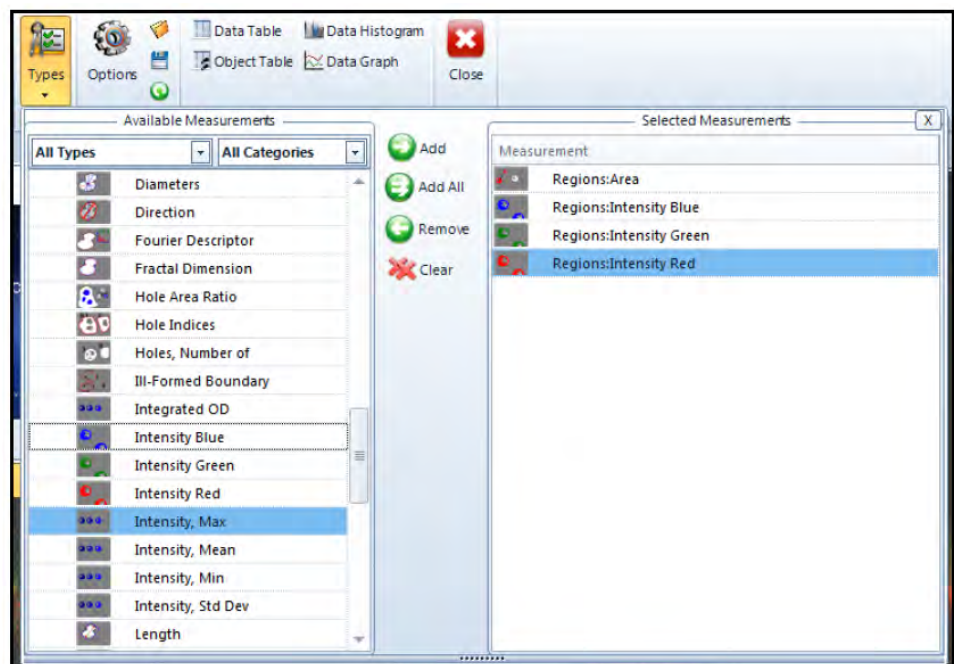 Data Table
Data Histogram
Object Table
Data Graph
Types
Options
Close
Available Measurements
All Types
All Categories
Diameters
Direction
Fourier Descriptor
Fractal Dimension
Hole Area Ratio
Hole Indices
Holes, Number of
Ill-Formed Boundary
Integrated OD
Intensity Blue
Intensity Green
Intensity Red
Intensity, Max
Intensity, Mean
Intensity, Min
Intensity, Std Dev
Length
Add
Add All
Remove
Clear
Selected Measurements
X
Measurement
Regions:Area
Regions:Intensity Blue
Regions:Intensity Green
Regions:Intensity Red